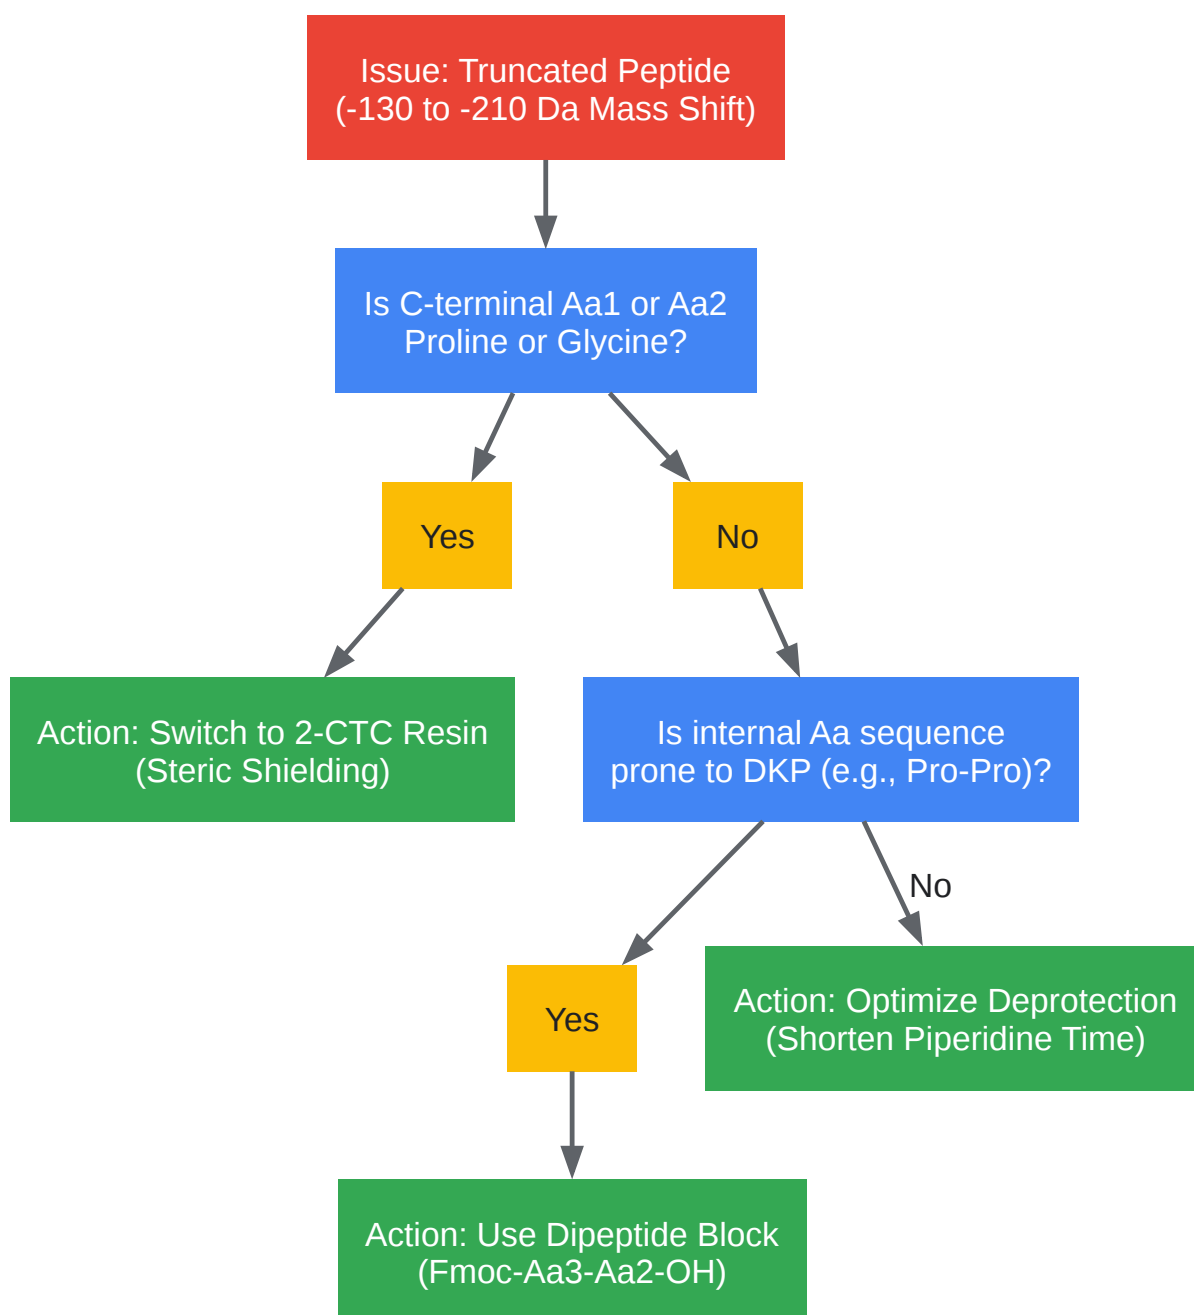 Issue: Truncated Peptide
(-130 to -210 Da Mass Shift)
Is C-terminal Aa1 or Aa2
Proline or Glycine?
Yes
No
Action: Switch to 2-CTC Resin
(Steric Shielding)
Is internal Aa sequence
prone to DKP (e.g., Pro-Pro)?
No
Yes
Action: Optimize Deprotection
(Shorten Piperidine Time)
Action: Use Dipeptide Block
(Fmoc-Aa3-Aa2-OH)